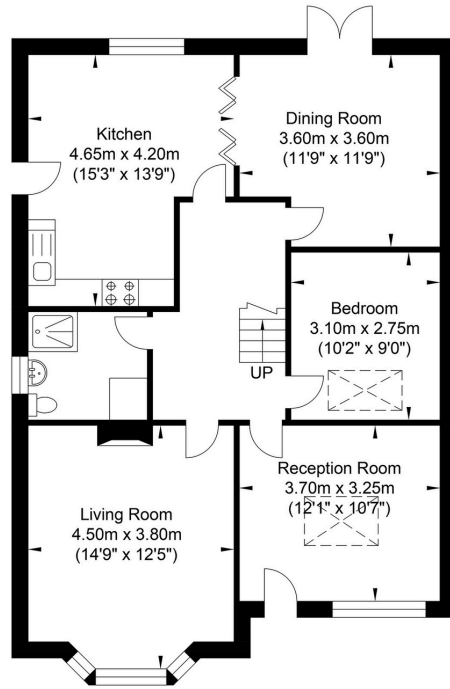 Kitchen
4.65m x 4.20m
(15'3" x 13'9")
Dining Room
3.60m x 3.60m
(11'9" x 11'9")
Bedroom
3.10m x 2.75m
(10'2" x 9'0")
UP
Reception Room
3.70m x 3.25m
(12'1" x 10'7")
Living Room
4.50m x 3.80m
(14'9" x 12'5")